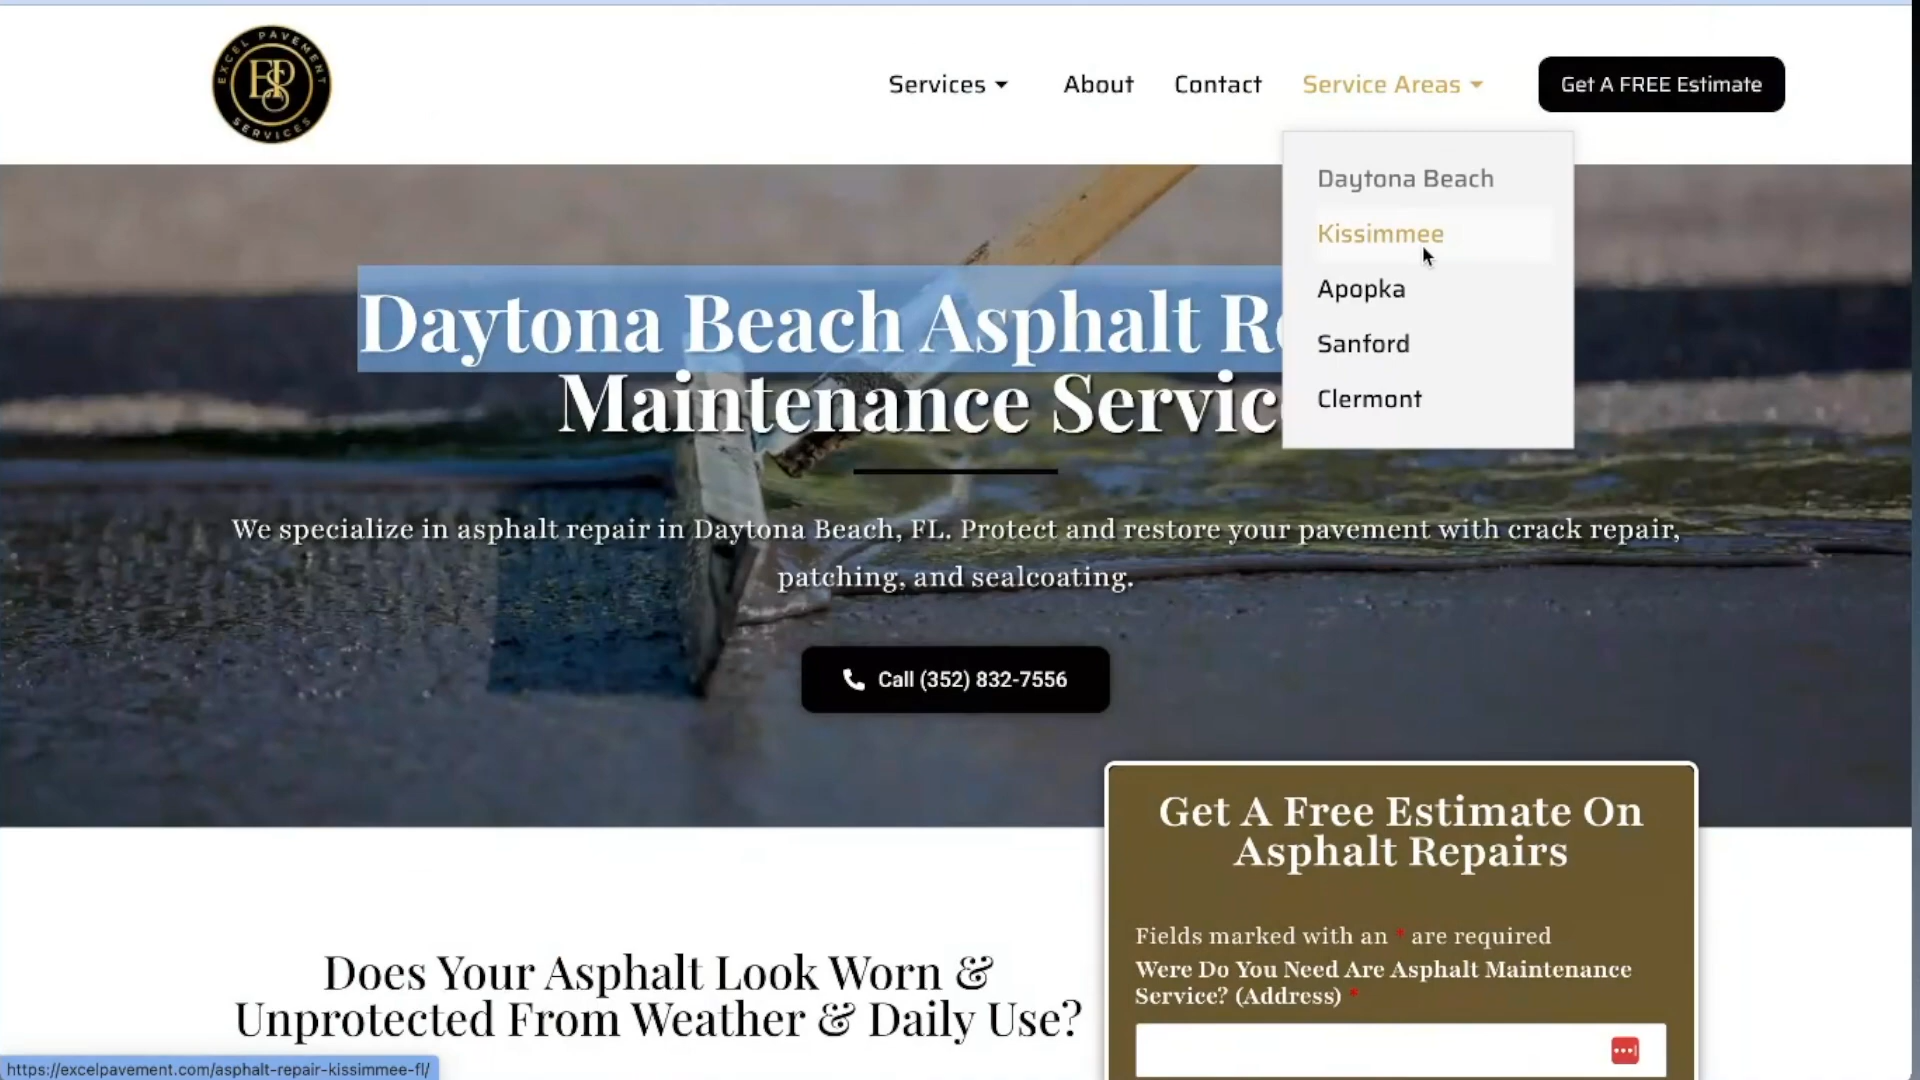 EXCEL PAVEMENT
EPS
SERVICES
Services
About
Contact
Service Areas
Get A FREE Estimate
Daytona Beach
Kissimmee
Apopka
Sanford
Clermont
Daytona Beach Asphalt
Maintenance
We specialize in asphalt repair in Daytona Beach, FL. Protect and restore your pavement with crack repair,
patching, and sealcoating.
Call (352) 832-7556
Get A Free Estimate On
Asphalt Repairs
Fields marked with an * are required
Were Do You Need Are Asphalt Maintenance
Service? (Address) *
Does Your Asphalt Look Worn &
Unprotected From Weather & Daily Use?
https://excelpavement.com/asphalt-repair-kissimmee-fl/